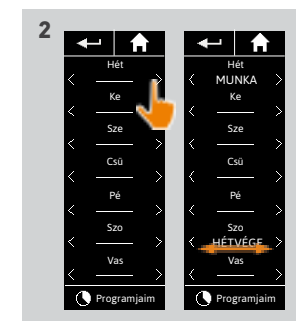 2
Hét
Ke
Sze
Csü
Pé
Szo
Vas
Programjaim
Hét
MUNKA
Ke
Sze
Csü
Pé
Szo
HÉTVÉGE
Vas
Programjaim